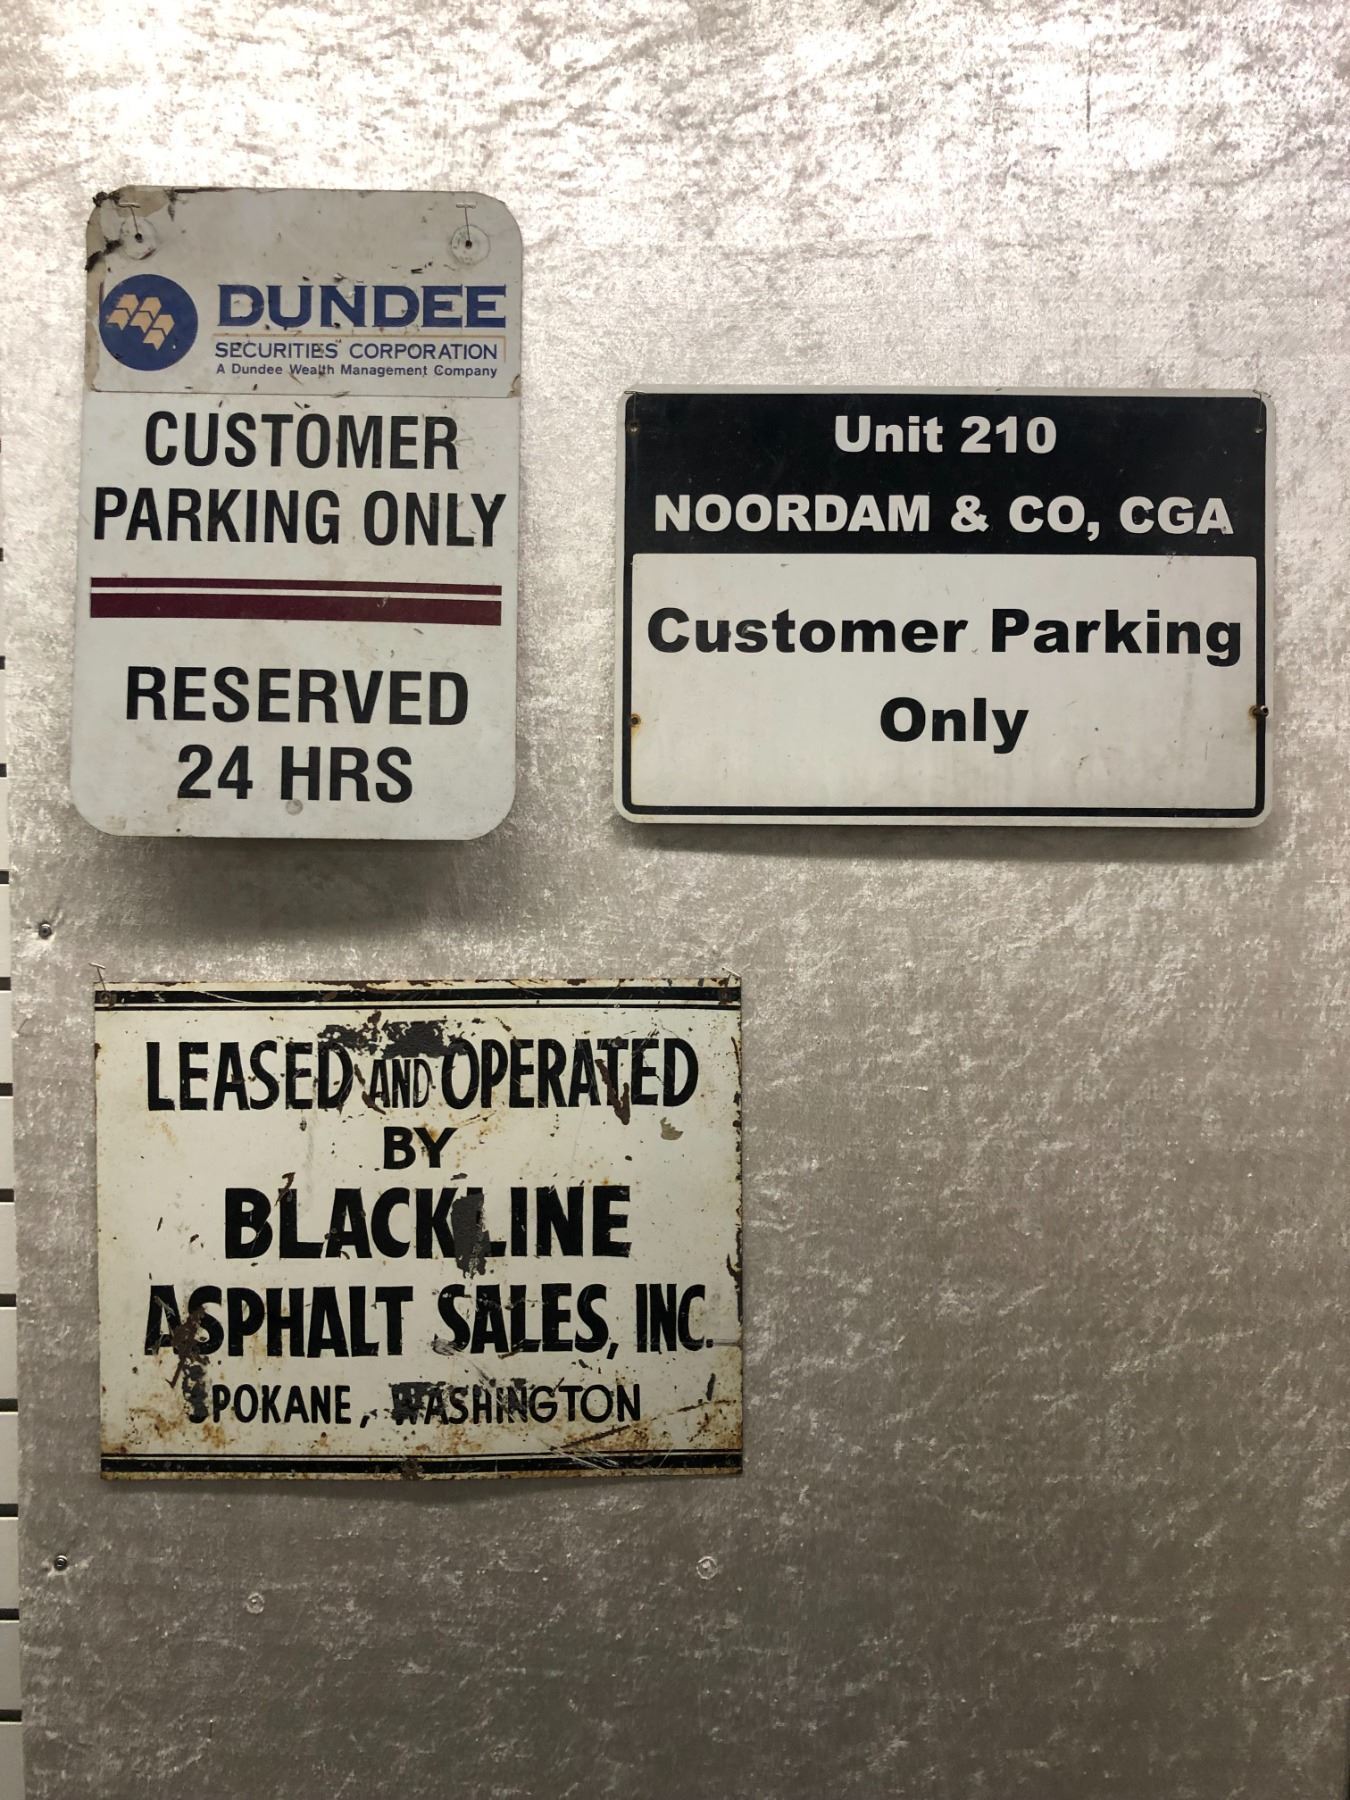 DUNDEE
SECURITIES CORPORATION
A Dundee Wealth Management Company
CUSTOMER
PARKING ONLY
RESERVED
24 HRS
Unit 210
NOORDAM & CO, CGA
Customer Parking
Only
LEASED AND OPERATED
BY
BLACKLINE
ASPHALT SALES, INC.
SPOKANE, WASHINGTON